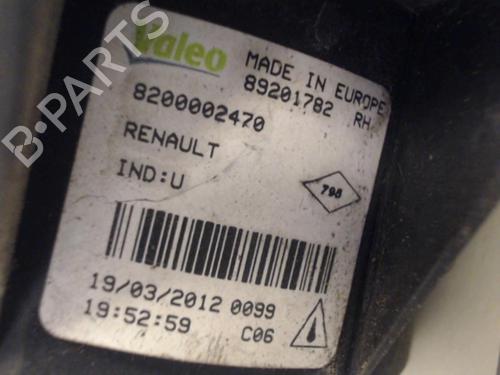 B-PARTS
Valeo
MADE IN EUROPE
89201782 RH
8200002470
RENAULT
IND:U
798
19/03/2012 0099
19:52:59
C06